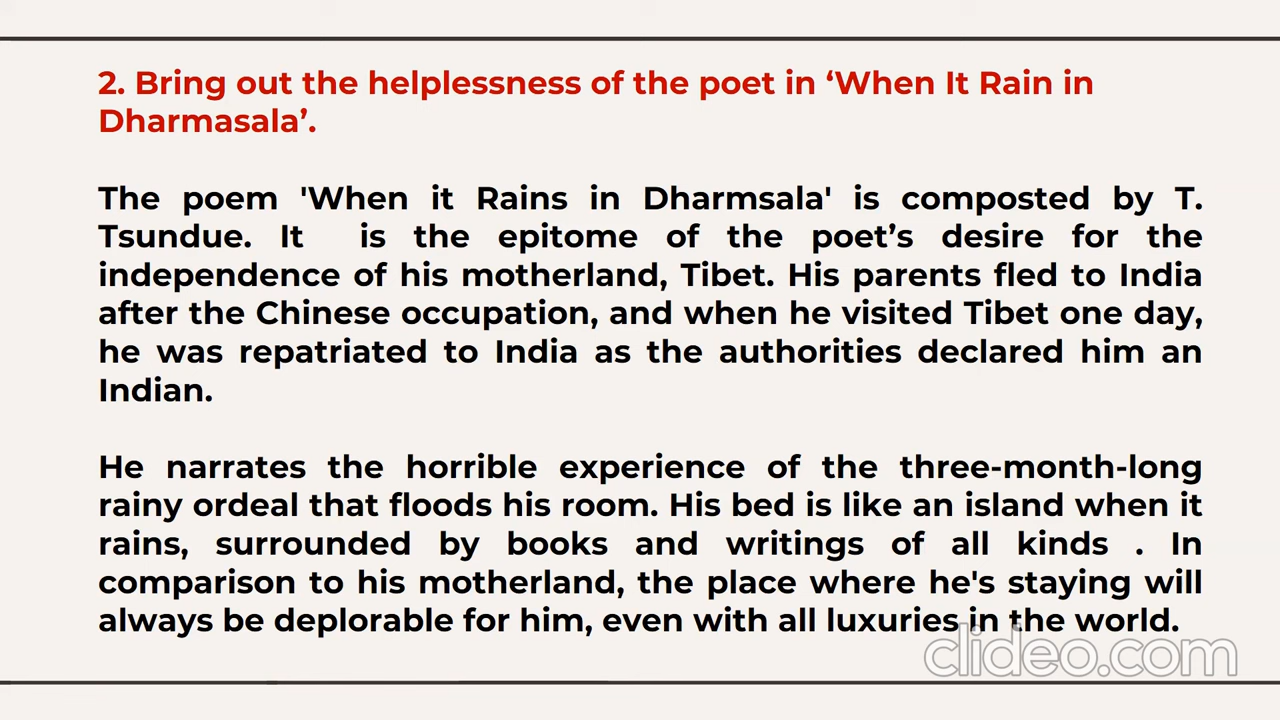 2. Bring out the helplessness of the poet in ‘When It Rain in
Dharmasala’.
The poem 'When it Rains in Dharmsala' is composted by T.
Tsundue. It is the epitome of the poet’s desire for the
independence of his motherland, Tibet. His parents fled to India
after the Chinese occupation, and when he visited Tibet one day,
he was repatriated to India as the authorities declared him an
Indian.
He narrates the horrible experience of the three-month-long
rainy ordeal that floods his room. His bed is like an island when it
rains, surrounded by books and writings of all kinds . In
comparison to his motherland, the place where he's staying will
always be deplorable for him, even with all luxuries in the world.
clideo.com